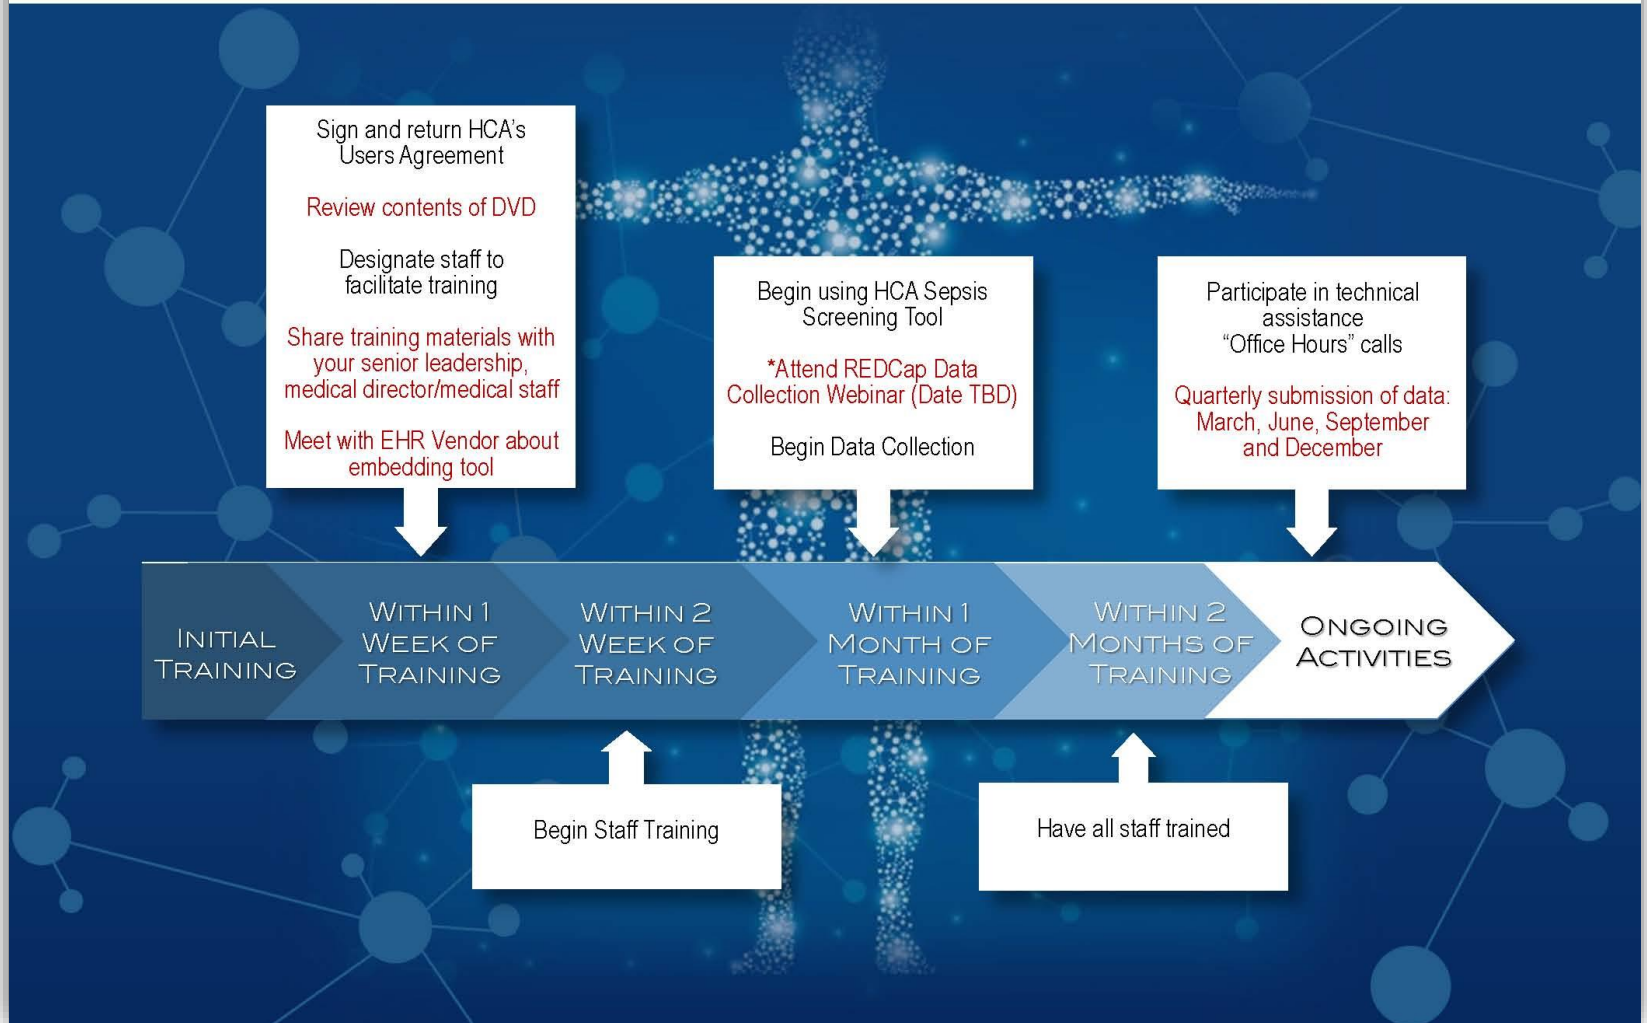 Sign and return HCA's
Users Agreement
Review contents of DVD
Designate staff to
facilitate training
Share training materials with
your senior leadership,
medical director/medical staff
Meet with EHR Vendor about
embedding tool
Begin using HCA Sepsis
Screening Tool
*Attend REDCap Data
Collection Webinar (Date TBD)
Begin Data Collection
Participate in technical
assistance
“Office Hours” calls
Quarterly submission of data:
March, June, September
and December
INITIAL
TRAINING
WITHIN 1
WEEK OF
TRAINING
WITHIN 2
WEEK OF
TRAINING
WITHIN 1
MONTH OF
TRAINING
WITHIN 2
MONTHS OF
TRAINING
ONGOING
ACTIVITIES
Begin Staff Training
Have all staff trained